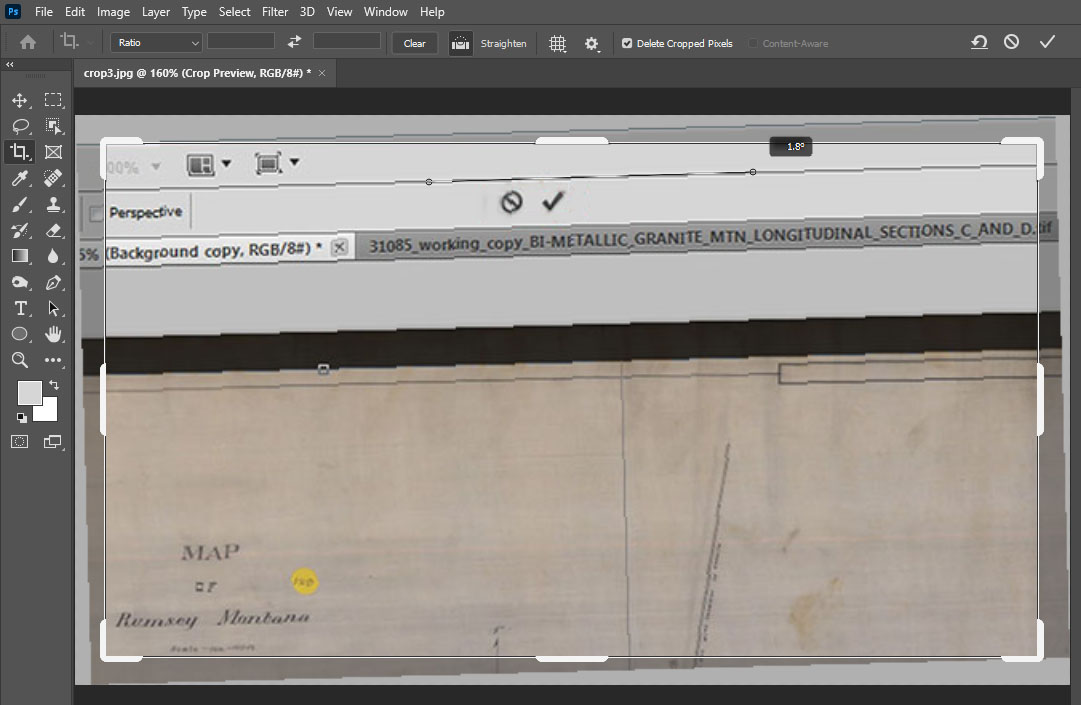 Ps File Edit Image Layer Type Select Filter 3D View Window Help
Ratio Clear Straighten Delete Cropped Pixels Content-Aware
crop3.jpg @ 160% (Crop Preview, RGB/8#) * ×
1.8°
00%
Perspective
5% (Background copy, RGB/8#) * 31085_working_copy_BI-METALLIC_GRANITE_MTN_LONGITUDINAL_SECTIONS_C_AND_D.tif
MAP
OF
Rumsey Montana